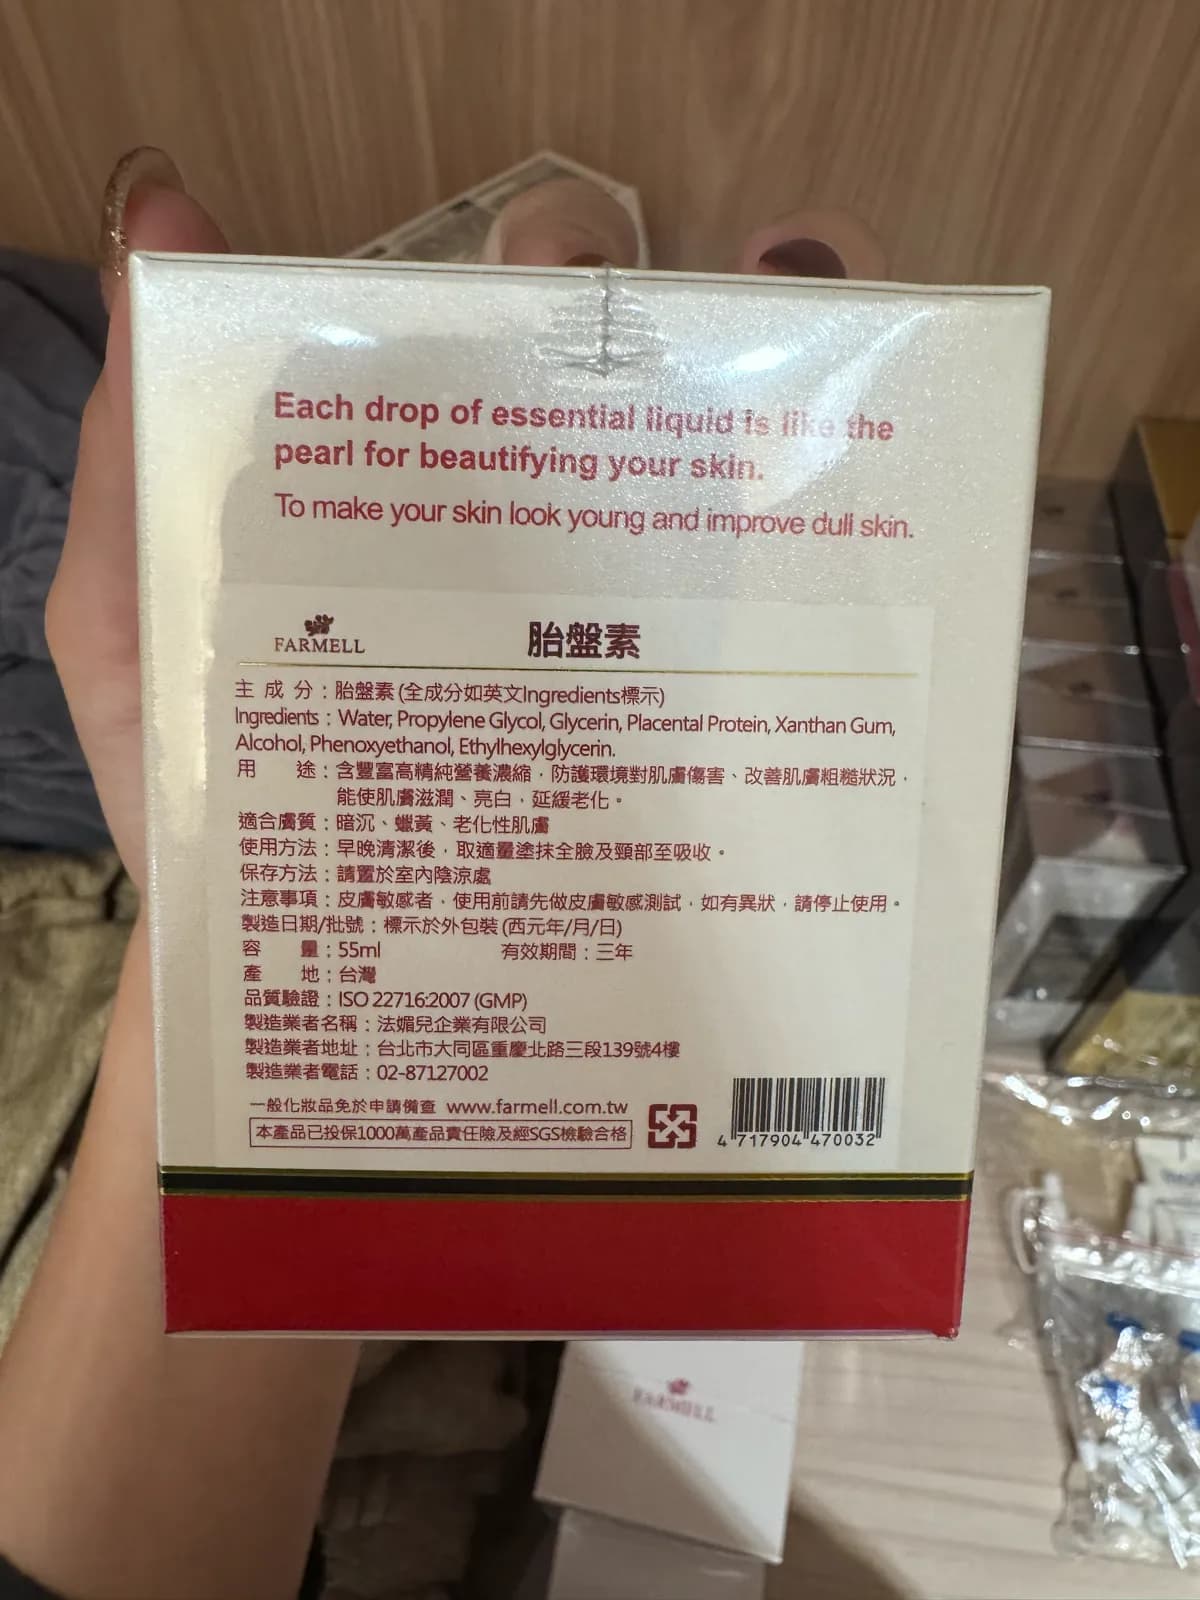 Each drop of essential liquid is like the
pearl for beautifying your skin.
To make your skin look young and improve dull skin.
FARMELL
胎盤素
主成分：胎盤素 (全成分如英文Ingredients標示)
Ingredients：Water, Propylene Glycol, Glycerin, Placental Protein, Xanthan Gum,
Alcohol, Phenoxyethanol, Ethylhexylglycerin.
用途：含豐富高精純營養濃縮，防護環境對肌膚傷害、改善肌膚粗糙狀況，
能使肌膚滋潤、亮白，延緩老化。
適合膚質：暗沉、蠟黃、老化性肌膚
使用方法：早晚清潔後，取適量塗抹全臉及頸部至吸收。
保存方法：請置於室內陰涼處
注意事項：皮膚敏感者，使用前請先做皮膚敏感測試，如有異狀，請停止使用。
製造日期/批號：標示於外包裝 (西元年/月/日)
容量：55ml 有效期間：三年
產地：台灣
品質驗證：ISO 22716:2007 (GMP)
製造業者名稱：法媚兒企業有限公司
製造業者地址：台北市大同區重慶北路三段139號4樓
製造業者電話：02-87127002
一般化妝品免於申請備查 www.farmell.com.tw
本產品已投保1000萬產品責任險及經SGS檢驗合格
4 717904 470032
FARMELL